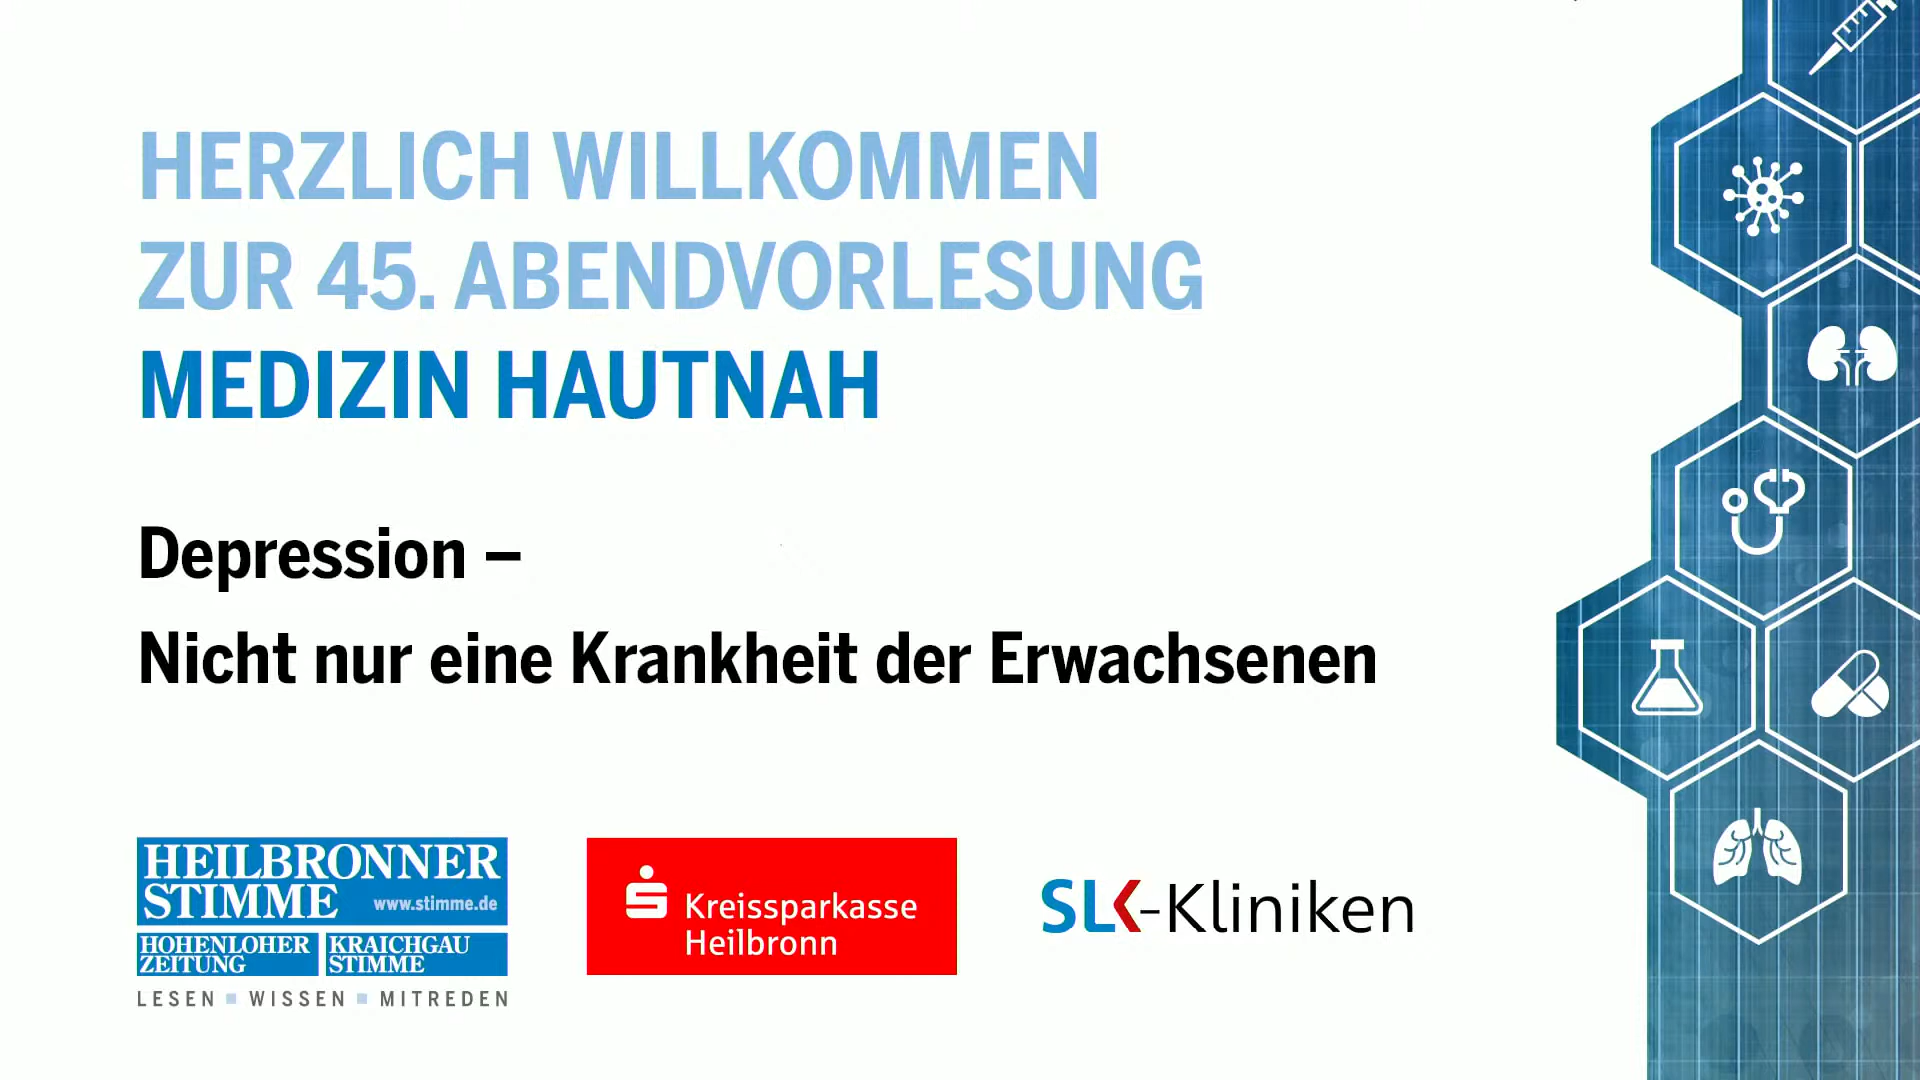 HERZLICH WILLKOMMEN
ZUR 45. ABENDVORLESUNG
MEDIZIN HAUTNAH
Depression –
Nicht nur eine Krankheit der Erwachsenen
HEILBRONNER
STIMME www.stimme.de
HOHENLOHER
ZEITUNG
KRAICHGAU
STIMME
LESEN ▪ WISSEN ▪ MITREDEN
Kreissparkasse
Heilbronn
SLK-Kliniken